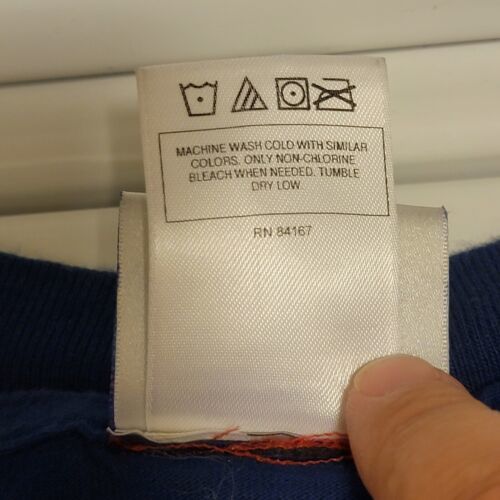 MACHINE WASH COLD WITH SIMILAR
COLORS. ONLY NON-CHLORINE
BLEACH WHEN NEEDED. TUMBLE
DRY LOW
RN 84167